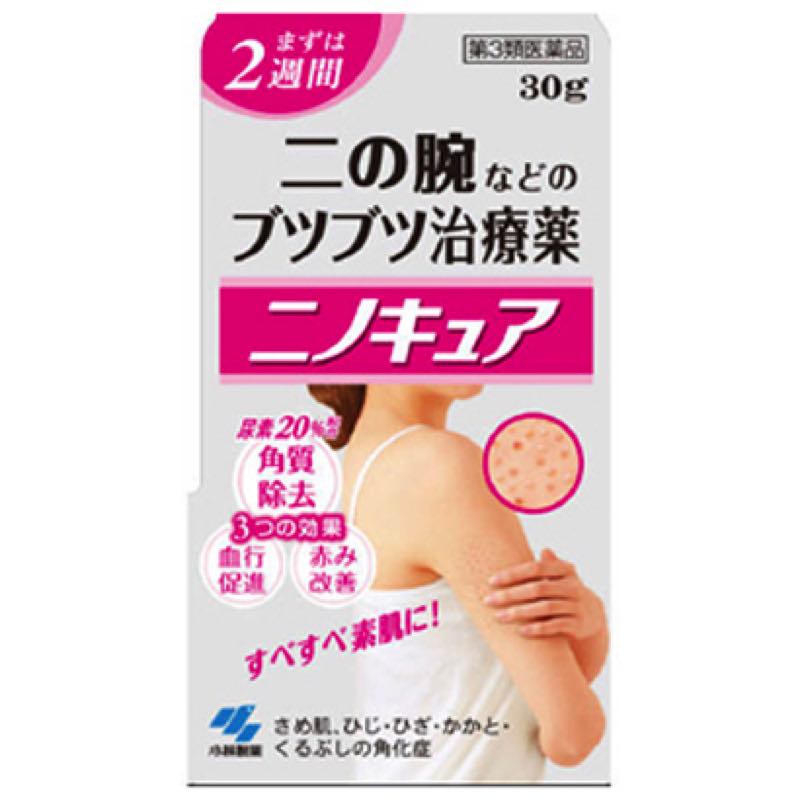 まずは
2週間
第3類医薬品
30g
二の腕などの
ブツブツ治療薬
ニノキュア
尿素20%配合
角質
除去
3つの効果
血行
促進
赤み
改善
すべすべ素肌に!
さめ肌、ひじ・ひざ・かかと・
くるぶしの角化症
小林製薬